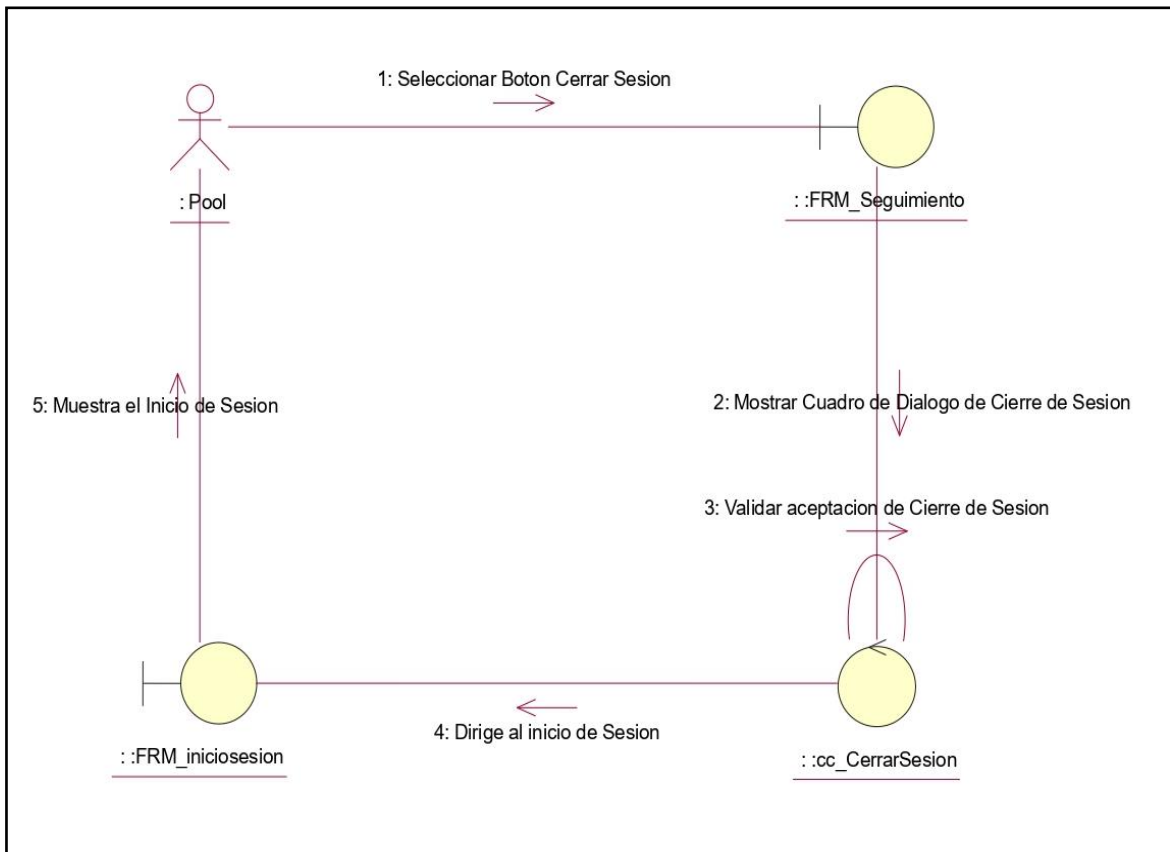 1: Seleccionar Boton Cerrar Sesion
: Pool
: :FRM_Seguimiento
5: Muestra el Inicio de Sesion
2: Mostrar Cuadro de Dialogo de Cierre de Sesion
3: Validar aceptacion de Cierre de Sesion
4: Dirige al inicio de Sesion
: :FRM_iniciosesion
: :cc_CerrarSesion